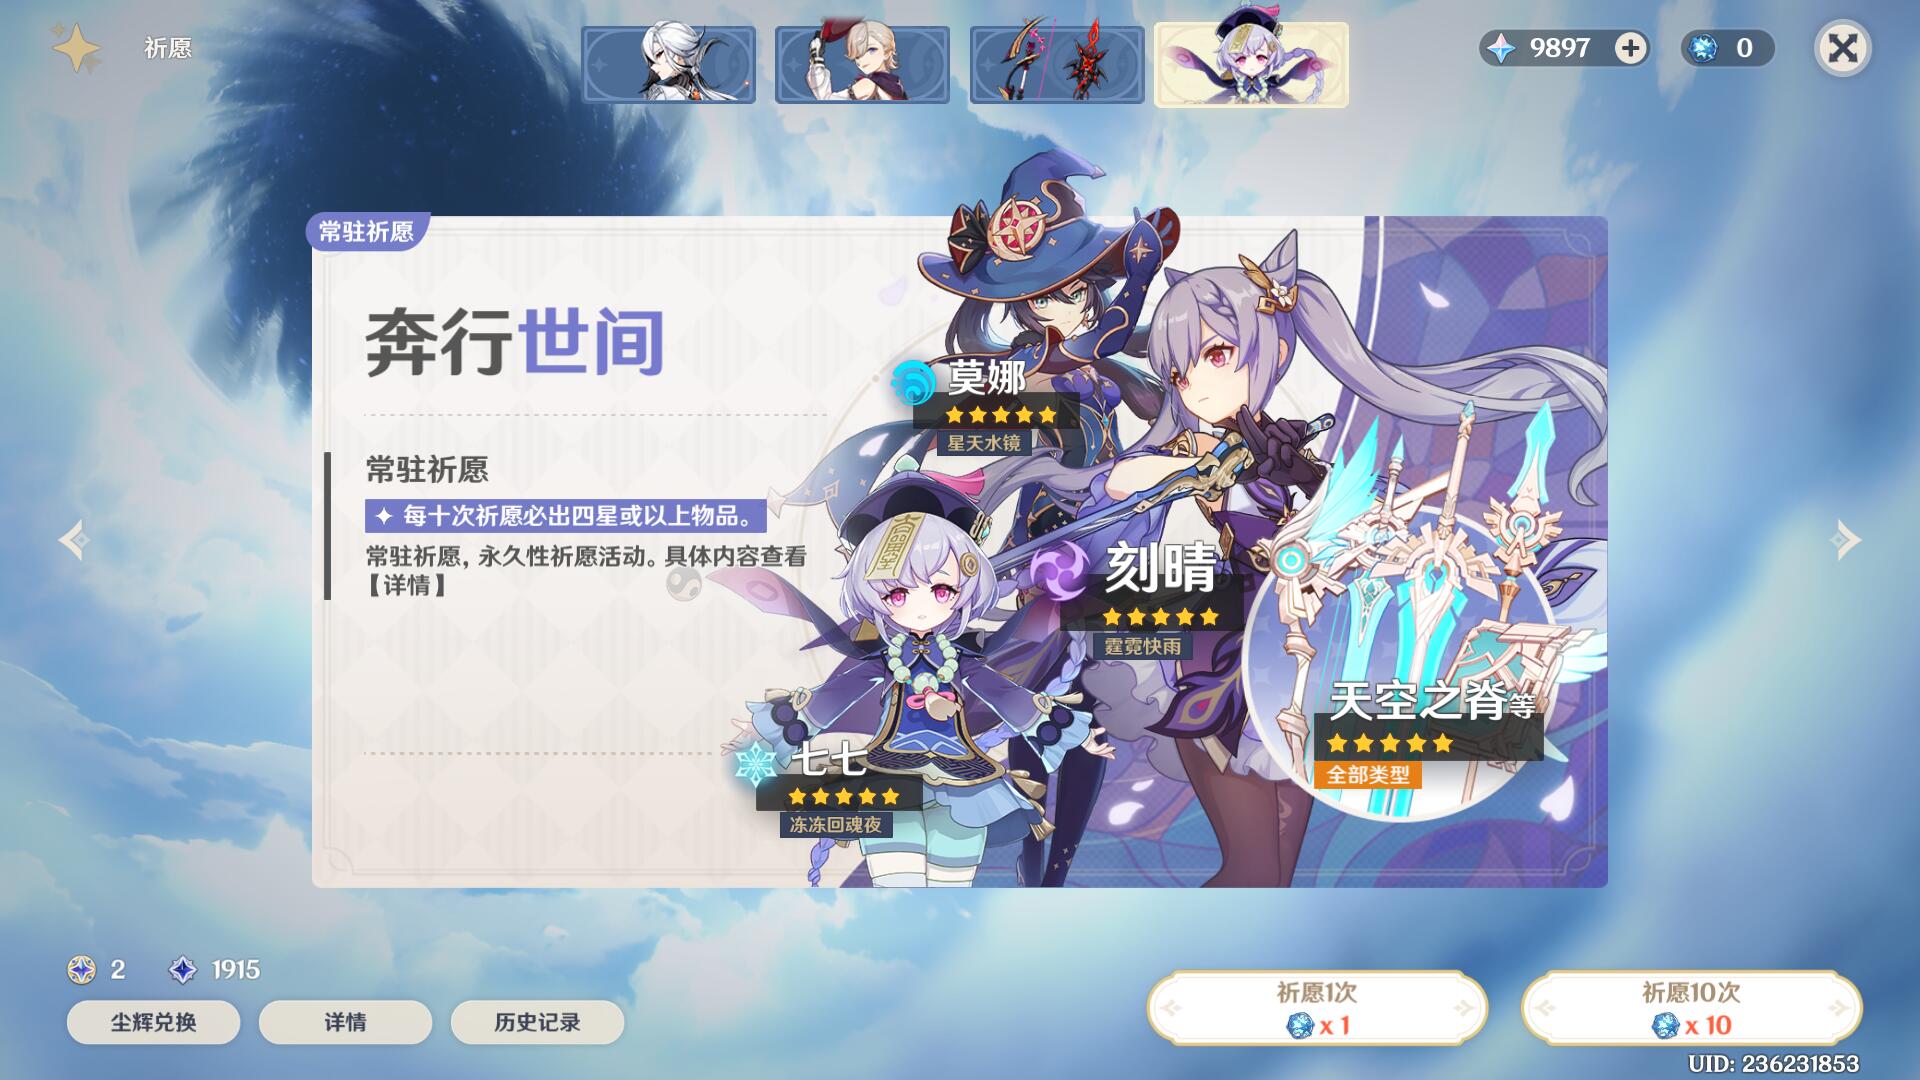 祈愿
9897
0
常驻祈愿
奔行世间
常驻祈愿
每十次祈愿必出四星或以上物品。
常驻祈愿，永久性祈愿活动。具体内容查看
【详情】
莫娜
星天水镜
刻晴
霆霓快雨
七七
冻冻回魂夜
天空之脊等
全部类型
2
1915
尘辉兑换
详情
历史记录
祈愿1次
x 1
祈愿10次
x 10
UID: 236231853